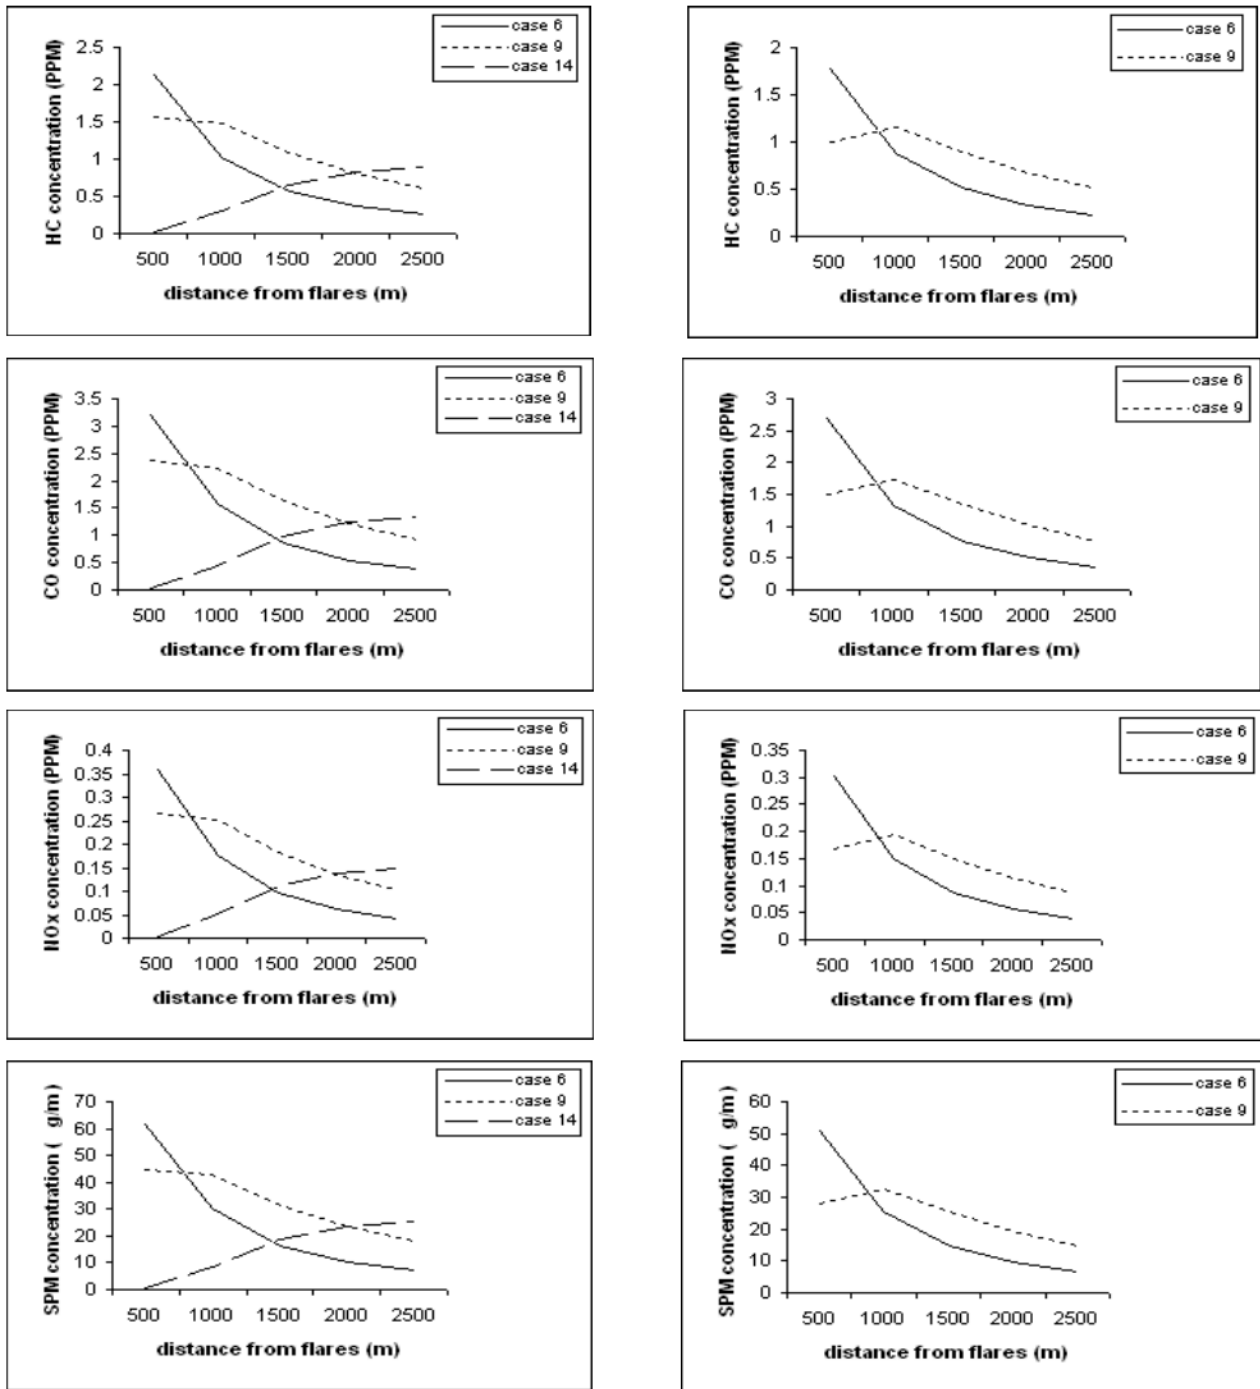 case 6
case 9
case 14
HC concentration (PPM)
2.5
2
1.5
1
0.5
0
500 1000 1500 2000 2500
distance from flares (m)
case 6
case 9
HC concentration (PPM)
2
1.5
1
0.5
0
500 1000 1500 2000 2500
distance from flares (m)
case 6
case 9
case 14
CO concentration (PPM)
3.5
3
2.5
2
1.5
1
0.5
0
500 1000 1500 2000 2500
distance from flares (m)
case 6
case 9
CO concentration (PPM)
3
2.5
2
1.5
1
0.5
0
500 1000 1500 2000 2500
distance from flares (m)
case 6
case 9
case 14
NOx concentration (PPM)
0.4
0.35
0.3
0.25
0.2
0.15
0.1
0.05
0
500 1000 1500 2000 2500
distance from flares (m)
case 6
case 9
NOx concentration (PPM)
0.35
0.3
0.25
0.2
0.15
0.1
0.05
0
500 1000 1500 2000 2500
distance from flares (m)
case 6
case 9
case 14
SPM concentration ( g/m )
70
60
50
40
30
20
10
0
500 1000 1500 2000 2500
distance from flares (m)
case 6
case 9
SPM concentration ( g/m )
60
50
40
30
20
10
0
500 1000 1500 2000 2500
distance from flares (m)